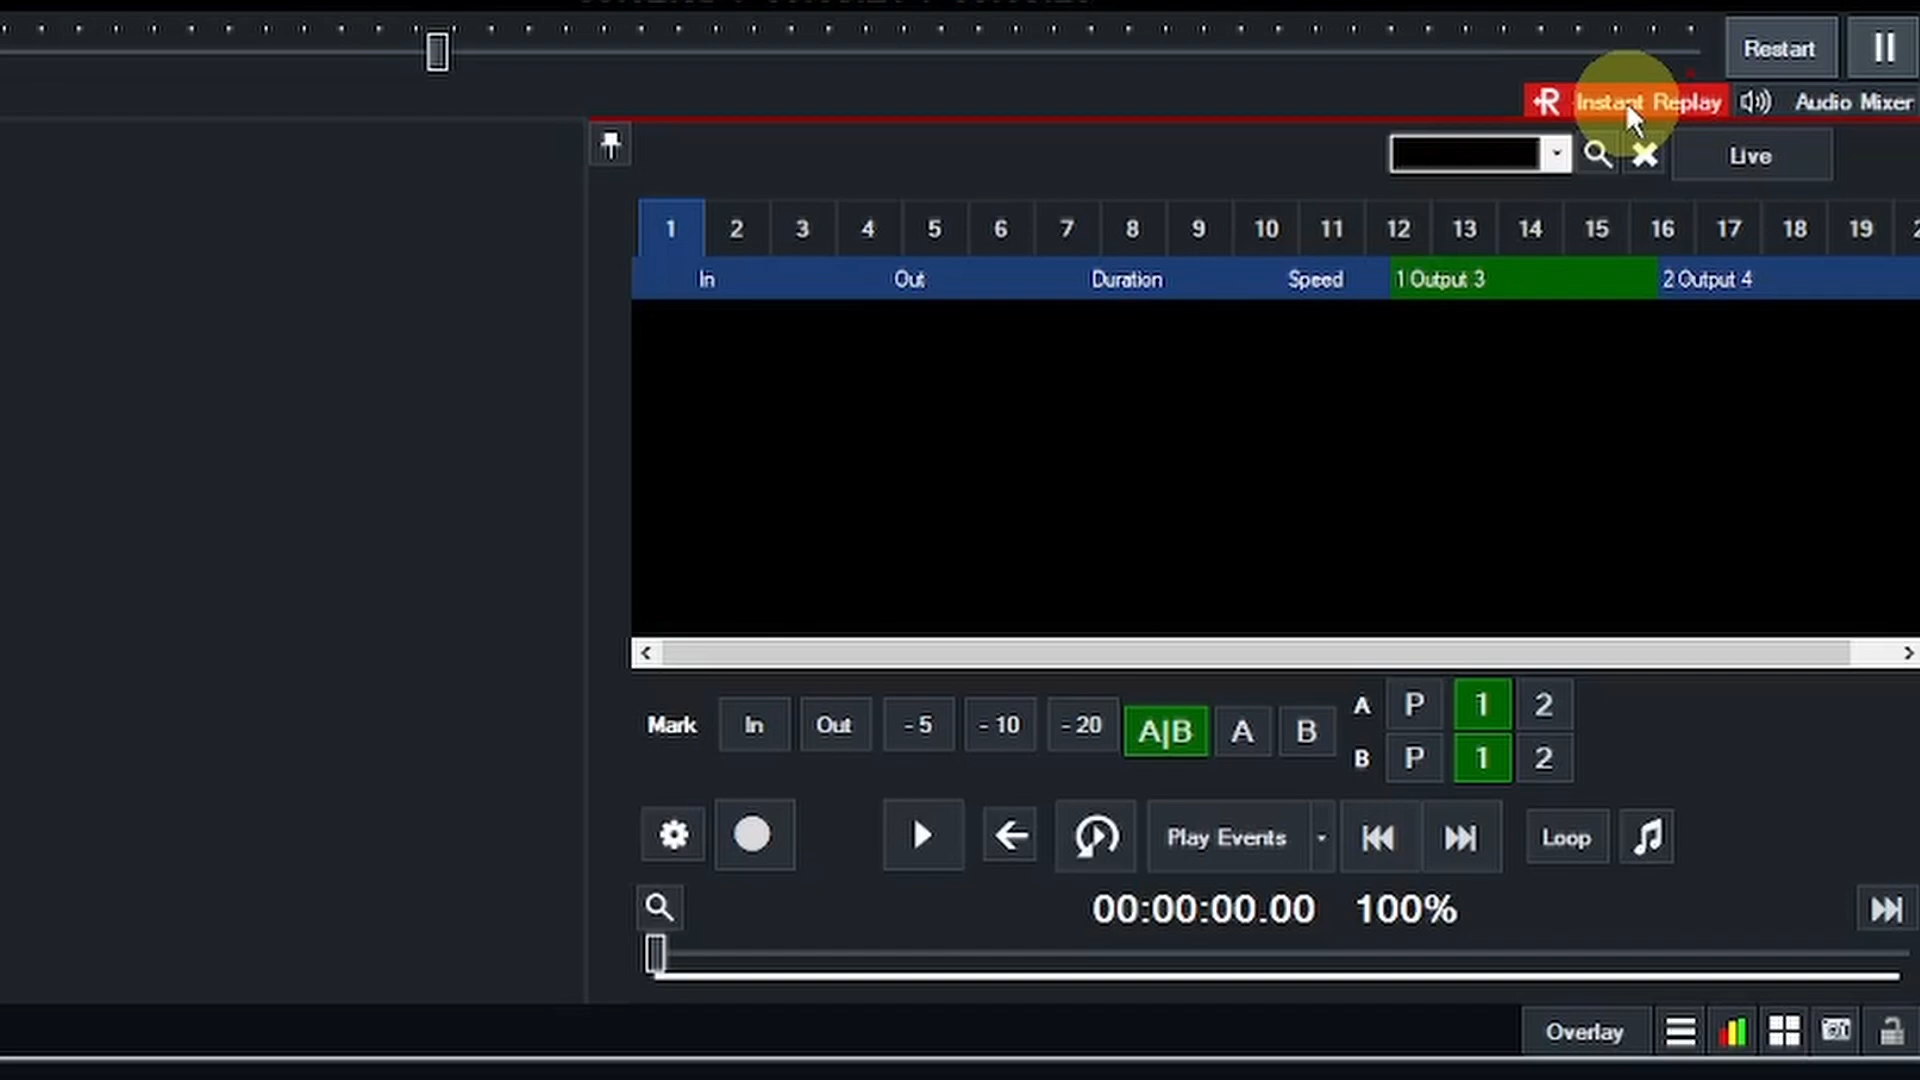 Restart
R Instant Replay Audio Mixer
Live
1 2 3 4 5 6 7 8 9 10 11 12 13 14 15 16 17 18 19
In Out Duration Speed 1 Output 3 2 Output 4
Mark In Out - 5 - 10 - 20 A|B A B
A P 1 2
B P 1 2
Play Events Loop
00:00:00.00 100%
Overlay